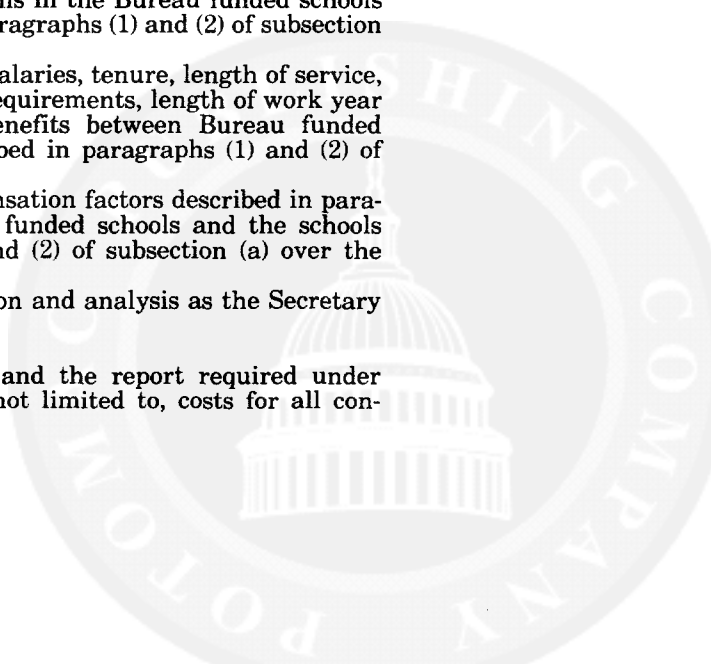 ns in the Bureau funded schools
ragraphs (1) and (2) of subsection
alaries, tenure, length of service,
equirements, length of work year
enefits between Bureau funded
bed in paragraphs (1) and (2) of
nsation factors described in para-
funded schools and the schools
nd (2) of subsection (a) over the
on and analysis as the Secretary
and the report required under
not limited to, costs for all con-
POTOMAC PUBLISHING COMPANY